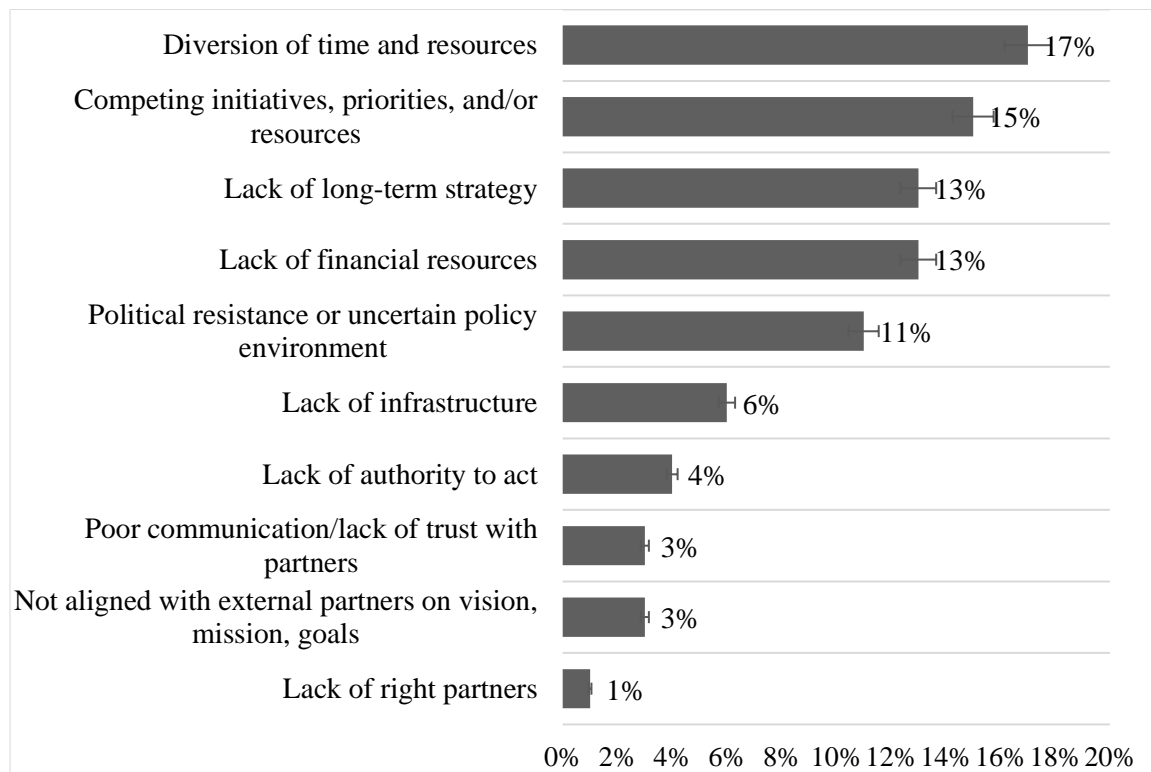 Diversion of time and resources
17%
Competing initiatives, priorities, and/or
resources
15%
Lack of long-term strategy
13%
Lack of financial resources
13%
Political resistance or uncertain policy
environment
11%
Lack of infrastructure
6%
Lack of authority to act
4%
Poor communication/lack of trust with
partners
3%
Not aligned with external partners on vision,
mission, goals
3%
Lack of right partners
1%
0% 2% 4% 6% 8% 10% 12% 14% 16% 18% 20%